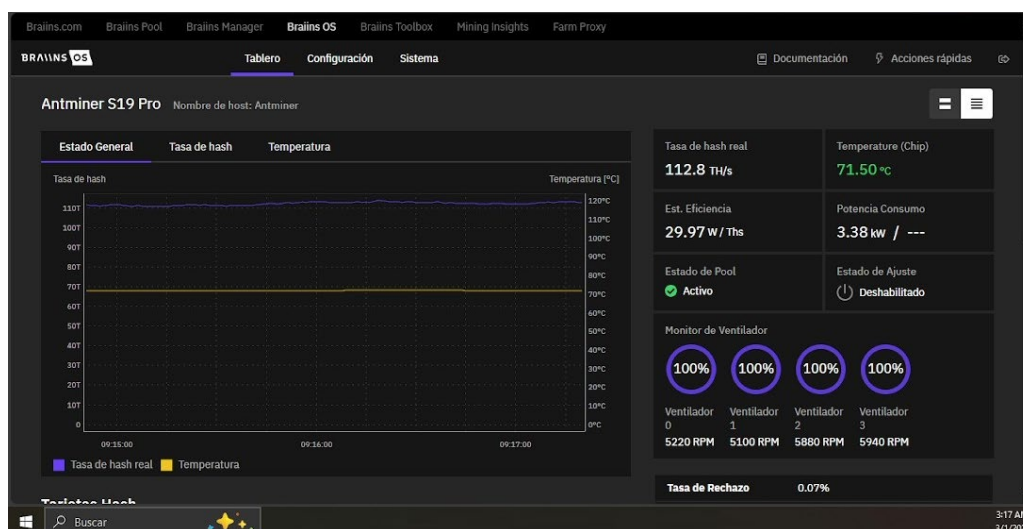 Braiins.com Braiins Pool Braiins Manager Braiins OS Braiins Toolbox Mining Insights Farm Proxy
BRAIINS OS Tablero Configuración Sistema Documentación Acciones rápidas
Antminer S19 Pro Nombre de host: Antminer
Estado General Tasa de hash Temperatura
Tasa de hash Temperatura [°C]
110T
100T
90T
80T
70T
60T
50T
40T
30T
20T
10T
0
120°C
110°C
100°C
90°C
80°C
70°C
60°C
50°C
40°C
30°C
20°C
10°C
0°C
09:15:00 09:16:00 09:17:00
Tasa de hash real Temperatura
Tasa de hash real
112.8 TH/s
Temperature (Chip)
71.50 °C
Est. Eficiencia
29.97 W / Ths
Potencia Consumo
3.38 kW / ---
Estado de Pool
Activo
Estado de Ajuste
Deshabilitado
Monitor de Ventilador
100% 100% 100% 100%
Ventilador Ventilador Ventilador Ventilador
0 1 2 3
5220 RPM 5100 RPM 5880 RPM 5940 RPM
Tasa de Rechazo 0.07%
Tarjetas Hash
Buscar
3:17 AM